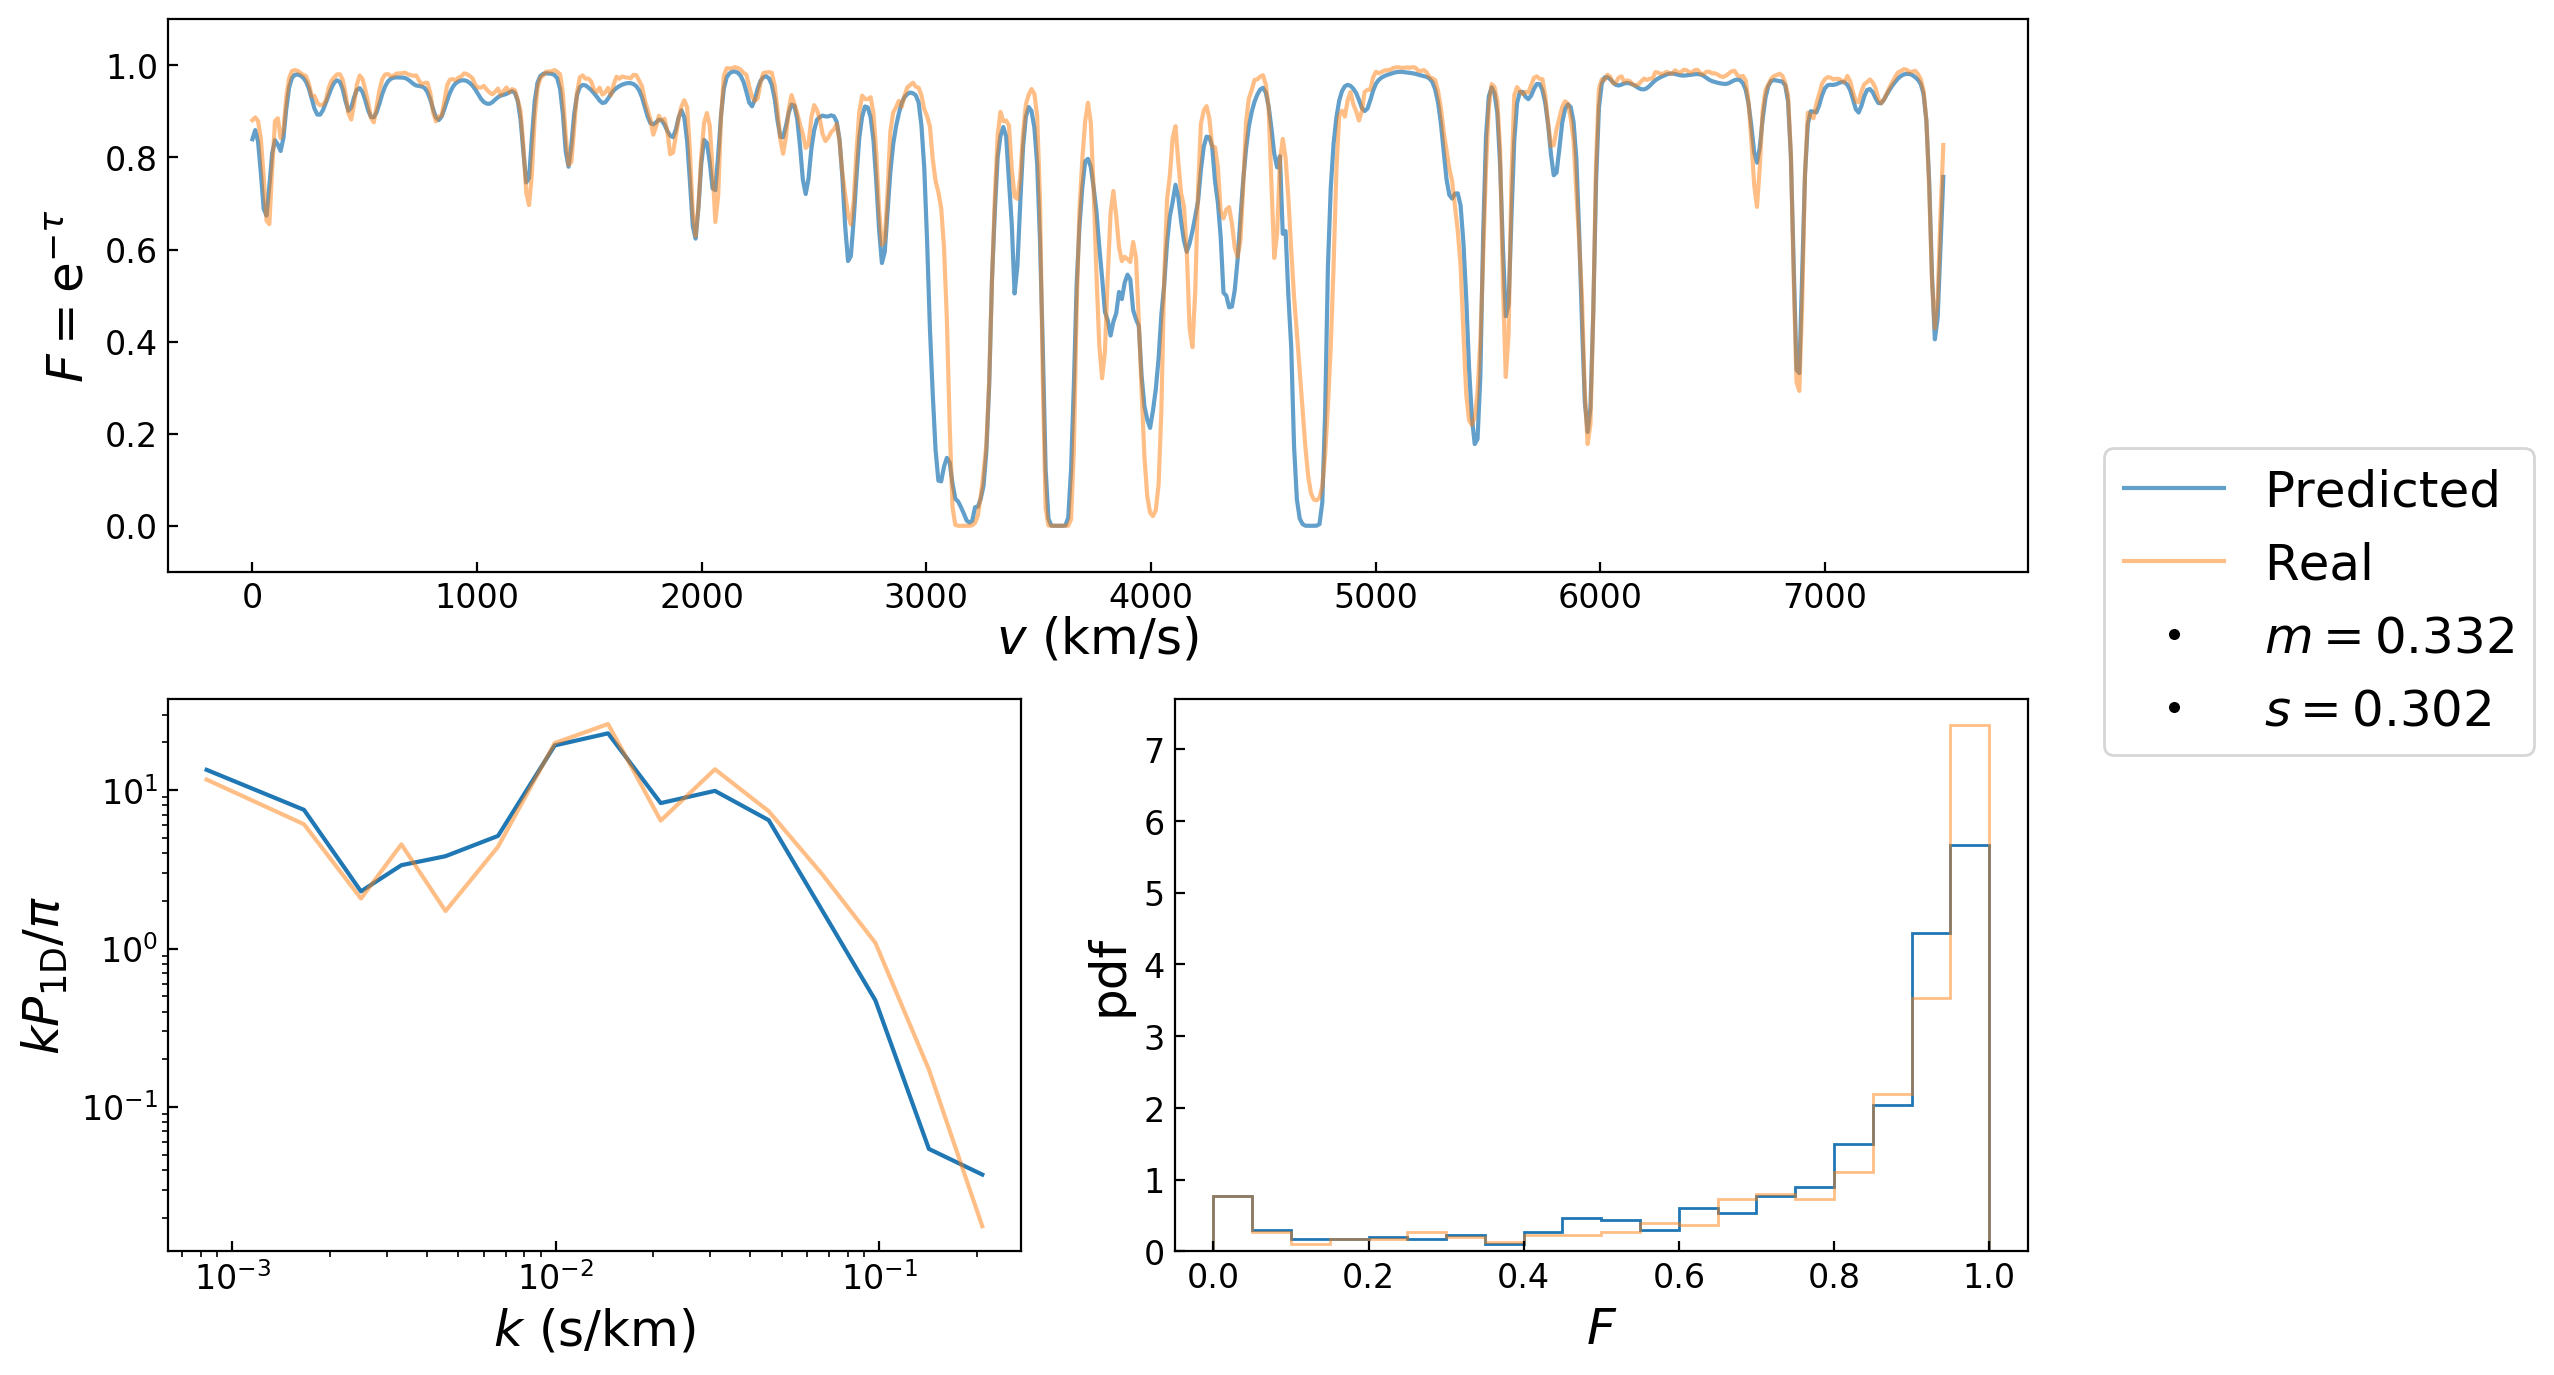 F = e^{−τ}
1.0
0.8
0.6
0.4
0.2
0.0
0 1000 2000 3000 4000 5000 6000 7000
v (km/s)
Predicted
Real
m = 0.332
s = 0.302
kP_{1D}/π
10^1
10^0
10^{−1}
10^{−3} 10^{−2} 10^{−1}
k (s/km)
pdf
7
6
5
4
3
2
1
0
0.0 0.2 0.4 0.6 0.8 1.0
F